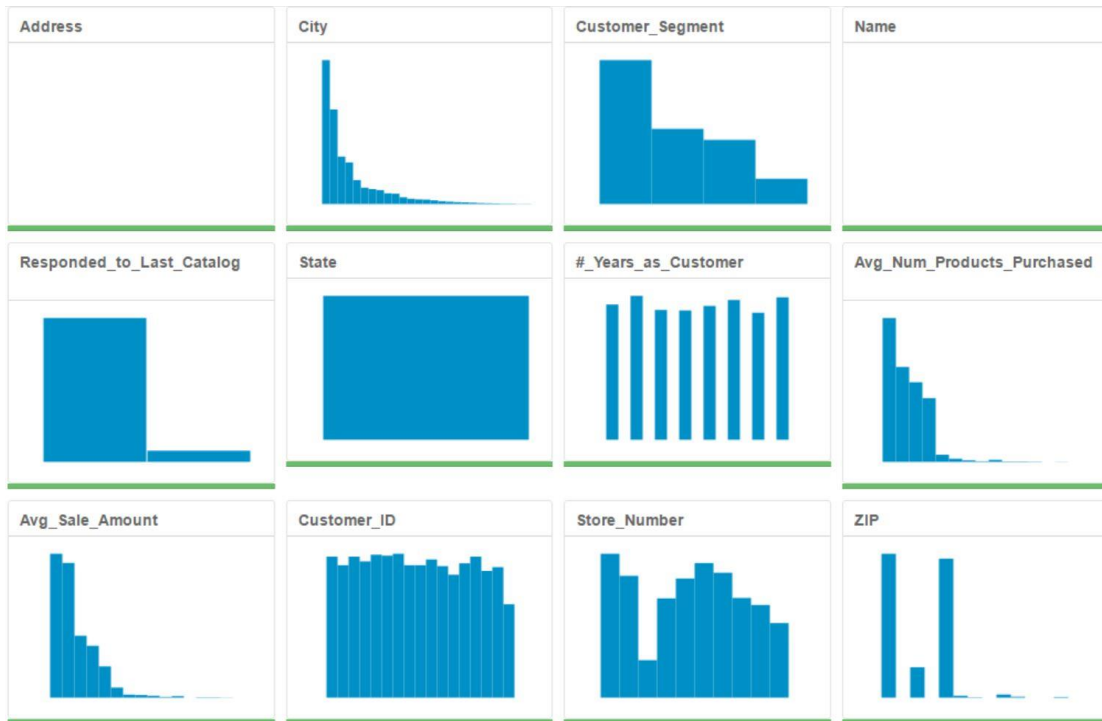 Address
City
Customer_Segment
Name
Responded_to_Last_Catalog
State
#_Years_as_Customer
Avg_Num_Products_Purchased
Avg_Sale_Amount
Customer_ID
Store_Number
ZIP